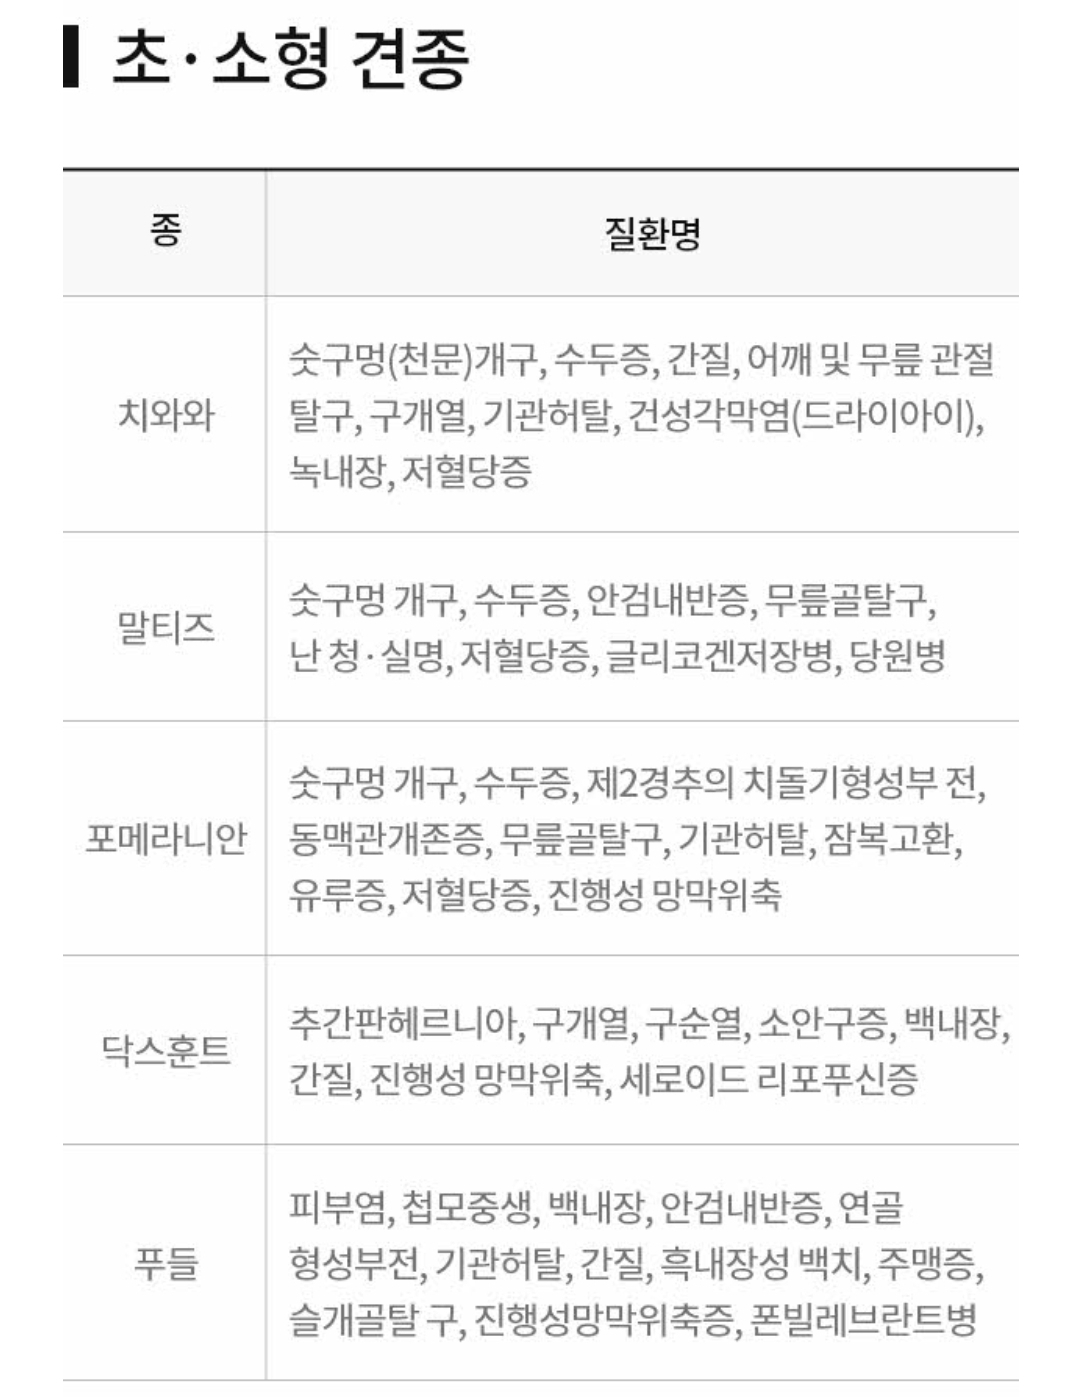 초·소형 견종
종
질환명
치와와
숫구멍(천문)개구, 수두증, 간질, 어깨 및 무릎 관절
탈구, 구개열, 기관허탈, 건성각막염(드라이아이),
녹내장, 저혈당증
말티즈
숫구멍 개구, 수두증, 안검내반증, 무릎골탈구,
난 청·실명, 저혈당증, 글리코겐저장병, 당원병
포메라니안
숫구멍 개구, 수두증, 제2경추의 치돌기형성부 전,
동맥관개존증, 무릎골탈구, 기관허탈, 잠복고환,
유루증, 저혈당증, 진행성 망막위축
닥스훈트
추간판헤르니아, 구개열, 구순열, 소안구증, 백내장,
간질, 진행성 망막위축, 세로이드 리포푸신증
푸들
피부염, 첩모중생, 백내장, 안검내반증, 연골
형성부전, 기관허탈, 간질, 흑내장성 백치, 주맹증,
슬개골탈 구, 진행성망막위축증, 폰빌레브란트병